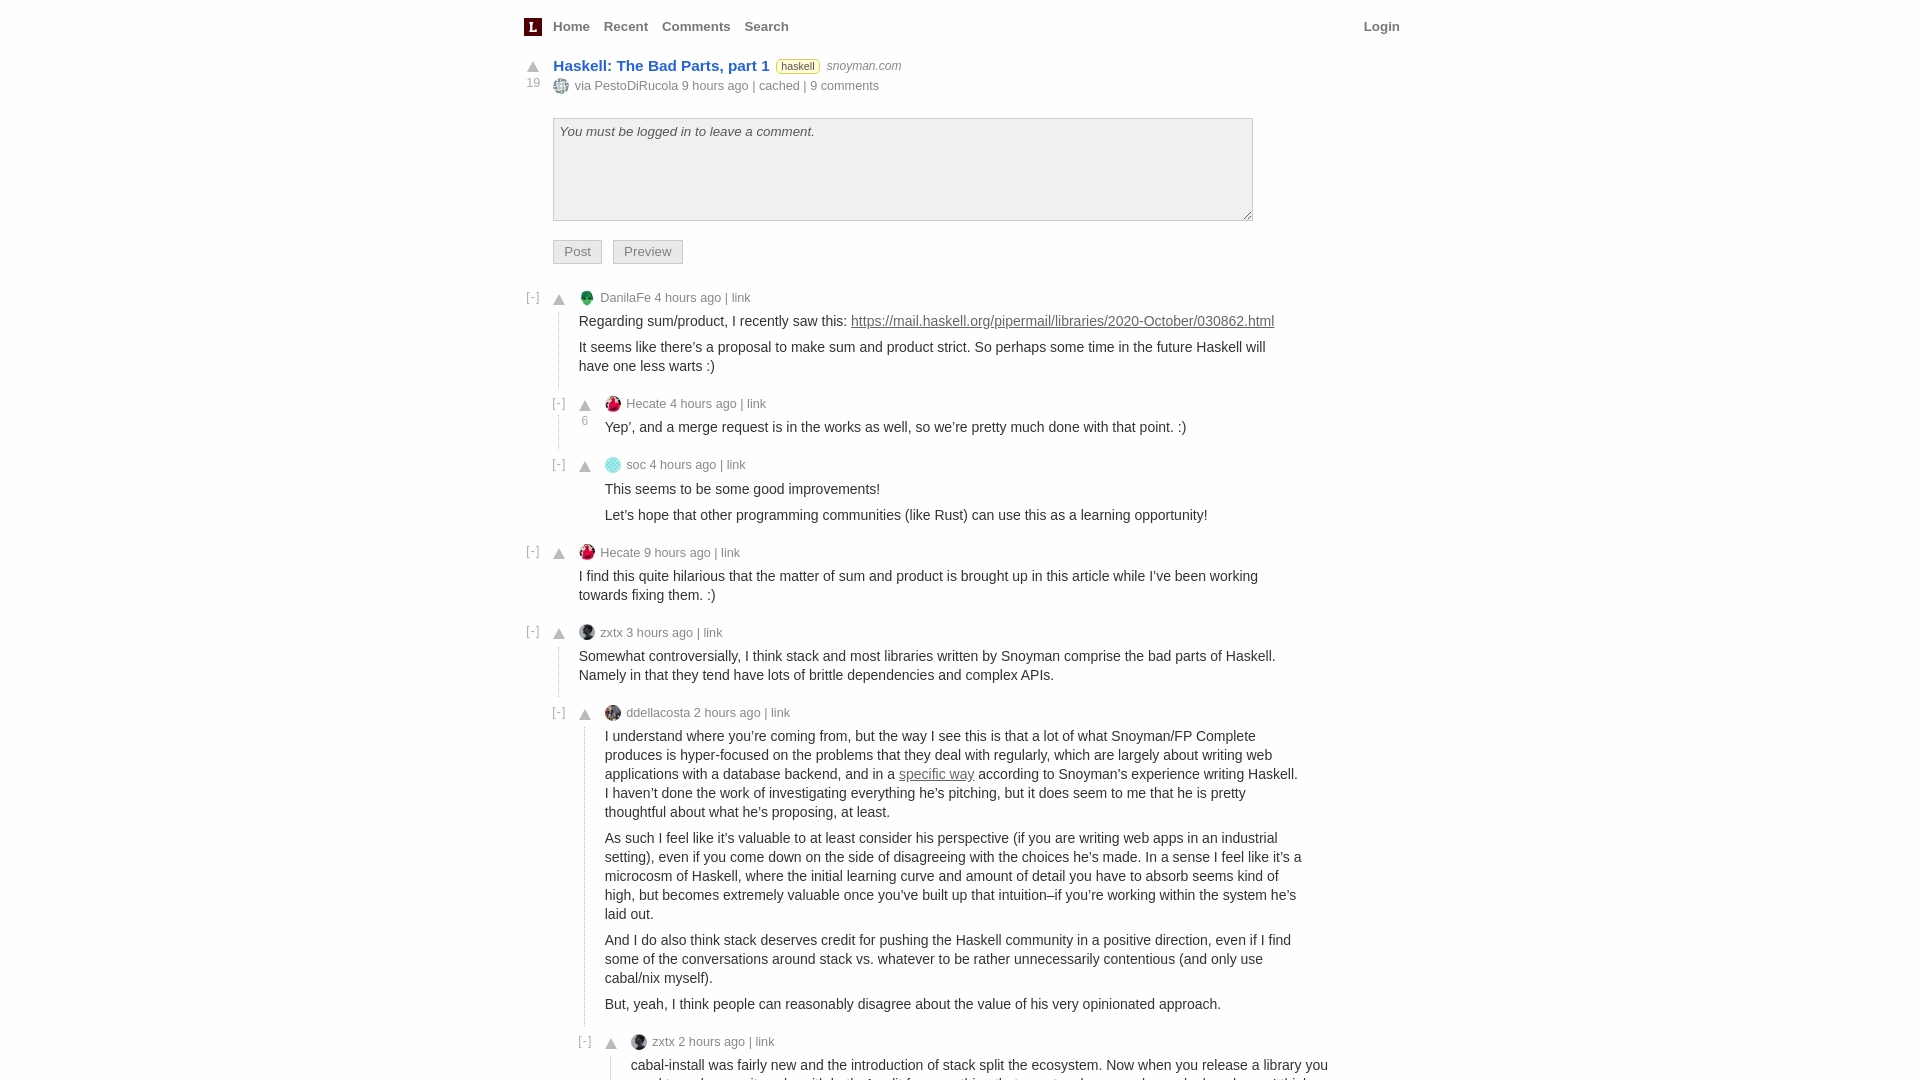 L Home Recent Comments Search Login
Haskell: The Bad Parts, part 1 haskell snoyman.com
19
via PestoDiRucola 9 hours ago | cached | 9 comments
You must be logged in to leave a comment.
Post Preview
[-] DanilaFe 4 hours ago | link
Regarding sum/product, I recently saw this: https://mail.haskell.org/pipermail/libraries/2020-October/030862.html
It seems like there’s a proposal to make sum and product strict. So perhaps some time in the future Haskell will
have one less warts :)
[-] Hecate 4 hours ago | link
6
Yep’, and a merge request is in the works as well, so we’re pretty much done with that point. :)
[-] soc 4 hours ago | link
This seems to be some good improvements!
Let’s hope that other programming communities (like Rust) can use this as a learning opportunity!
[-] Hecate 9 hours ago | link
I find this quite hilarious that the matter of sum and product is brought up in this article while I’ve been working
towards fixing them. :)
[-] zxtx 3 hours ago | link
Somewhat controversially, I think stack and most libraries written by Snoyman comprise the bad parts of Haskell.
Namely in that they tend have lots of brittle dependencies and complex APIs.
[-] ddellacosta 2 hours ago | link
I understand where you’re coming from, but the way I see this is that a lot of what Snoyman/FP Complete
produces is hyper-focused on the problems that they deal with regularly, which are largely about writing web
applications with a database backend, and in a specific way according to Snoyman’s experience writing Haskell.
I haven’t done the work of investigating everything he’s pitching, but it does seem to me that he is pretty
thoughtful about what he’s proposing, at least.
As such I feel like it’s valuable to at least consider his perspective (if you are writing web apps in an industrial
setting), even if you come down on the side of disagreeing with the choices he’s made. In a sense I feel like it’s a
microcosm of Haskell, where the initial learning curve and amount of detail you have to absorb seems kind of
high, but becomes extremely valuable once you’ve built up that intuition–if you’re working within the system he’s
laid out.
And I do also think stack deserves credit for pushing the Haskell community in a positive direction, even if I find
some of the conversations around stack vs. whatever to be rather unnecessarily contentious (and only use
cabal/nix myself).
But, yeah, I think people can reasonably disagree about the value of his very opinionated approach.
[-] zxtx 2 hours ago | link
cabal-install was fairly new and the introduction of stack split the ecosystem. Now when you release a library you